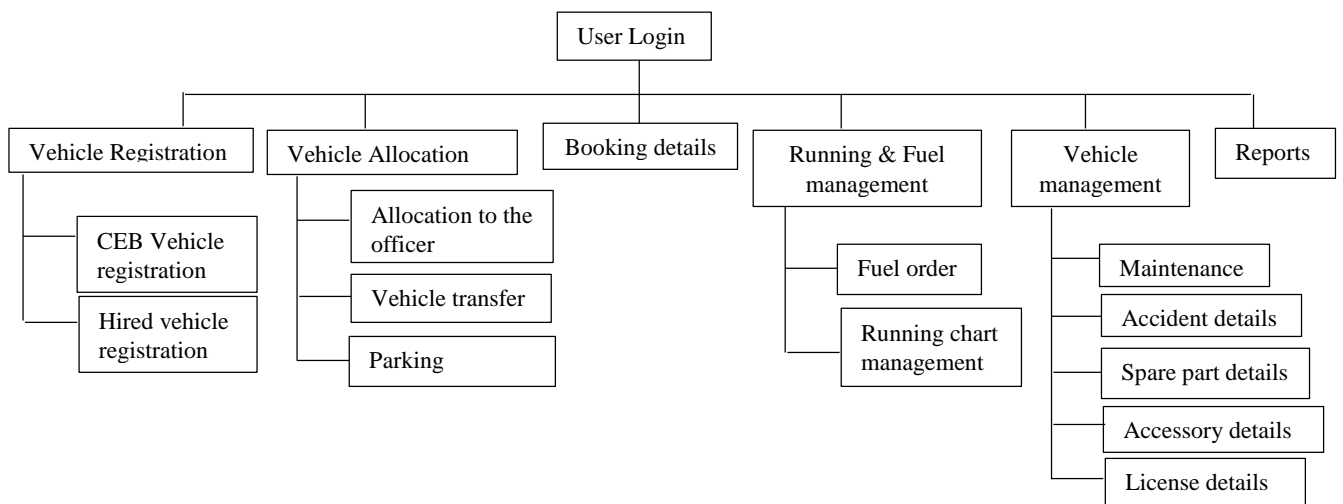 User Login
Vehicle Registration
Vehicle Allocation
Booking details
Running & Fuel
management
Vehicle
management
Reports
CEB Vehicle
registration
Hired vehicle
registration
Allocation to the
officer
Vehicle transfer
Parking
Fuel order
Running chart
management
Maintenance
Accident details
Spare part details
Accessory details
License details